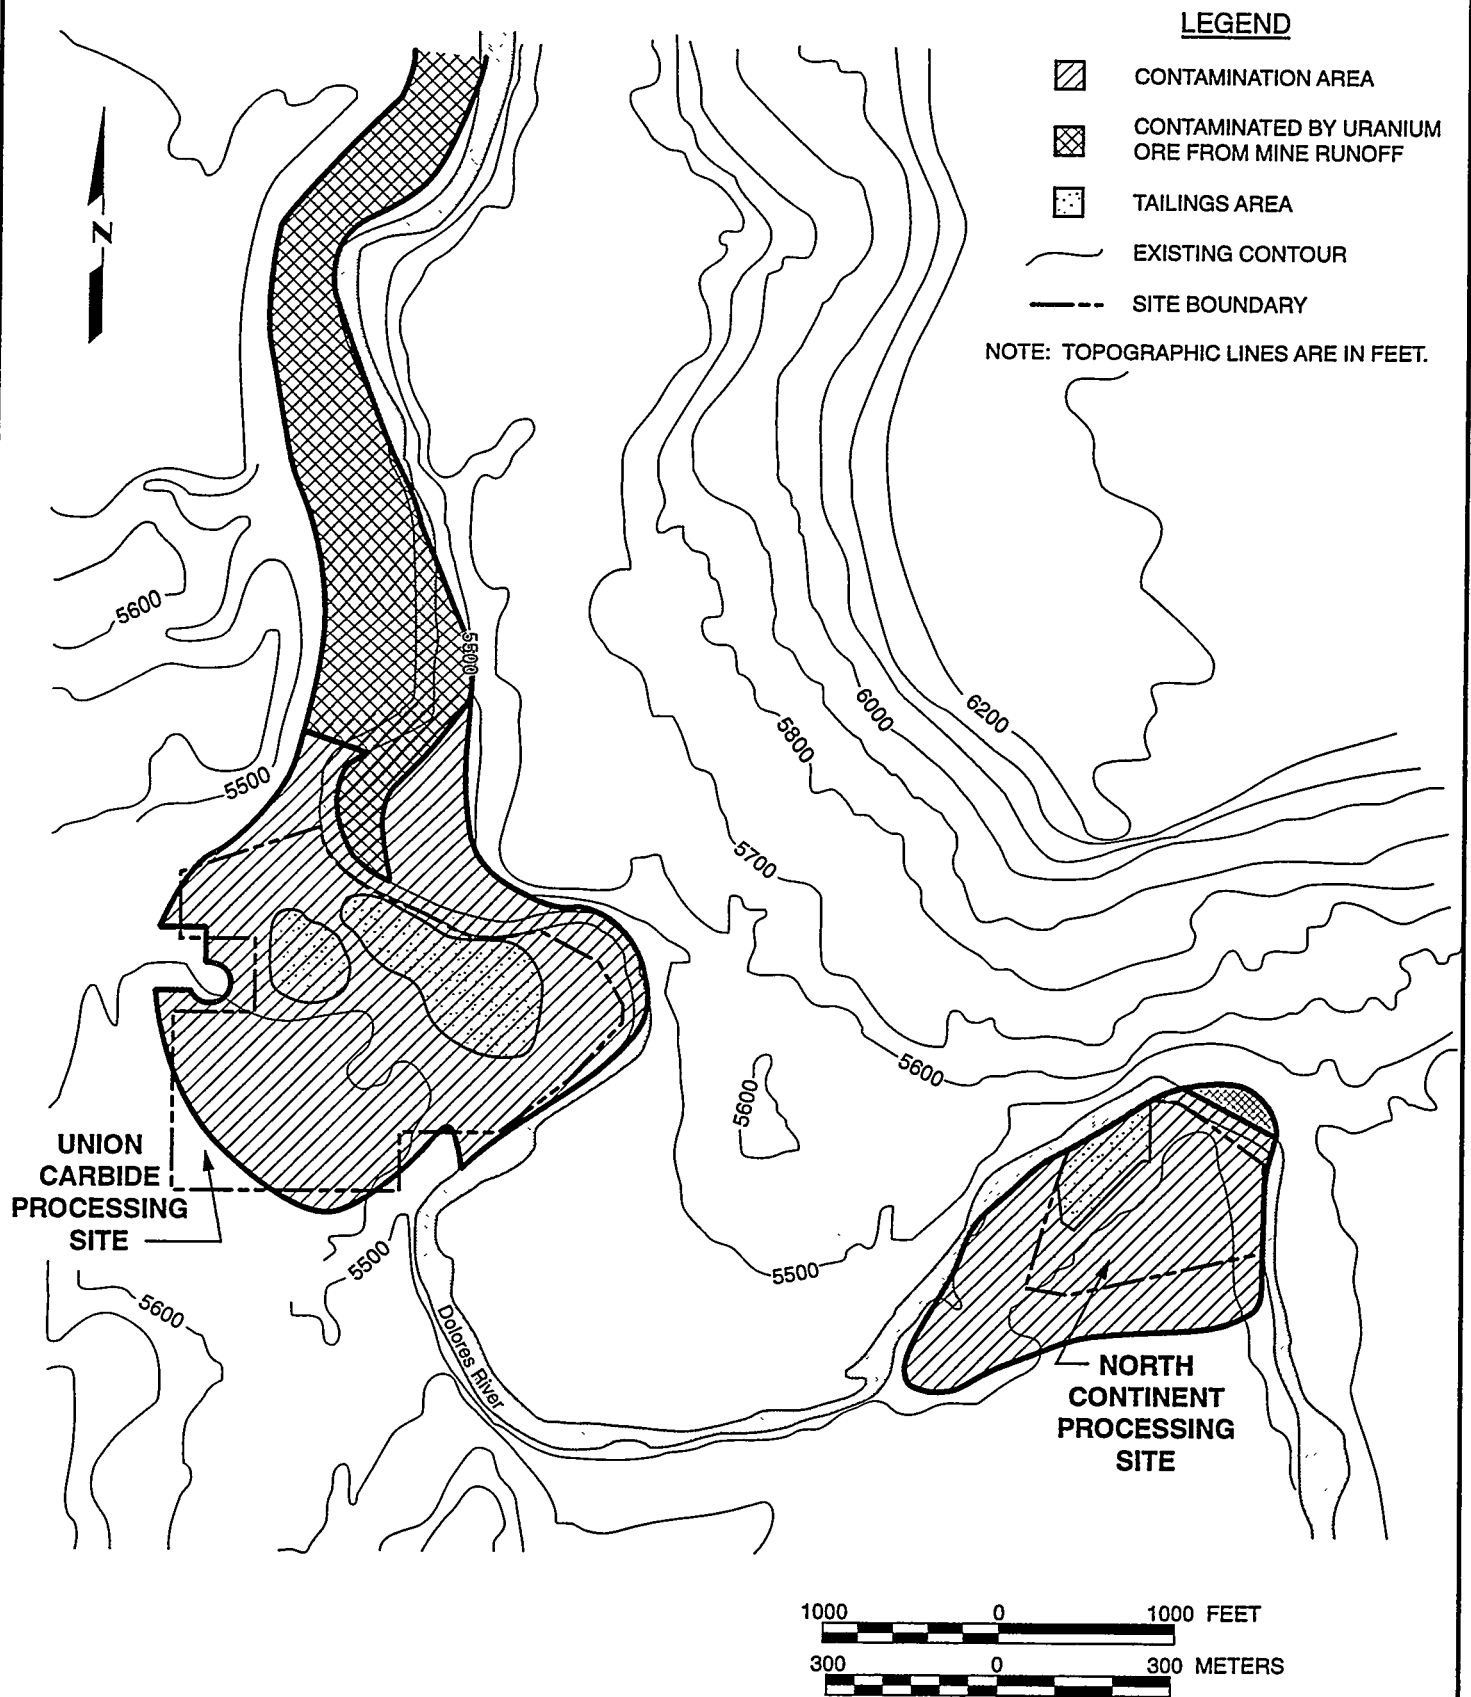 LEGEND
CONTAMINATION AREA
CONTAMINATED BY URANIUM
ORE FROM MINE RUNOFF
TAILINGS AREA
EXISTING CONTOUR
SITE BOUNDARY
NOTE: TOPOGRAPHIC LINES ARE IN FEET.
N
5600
5500
5500
6200
6000
5800
5700
5600
5600
UNION
CARBIDE
PROCESSING
SITE
5500
5500
5600
Dolores River
NORTH
CONTINENT
PROCESSING
SITE
1000 0 1000 FEET
300 0 300 METERS